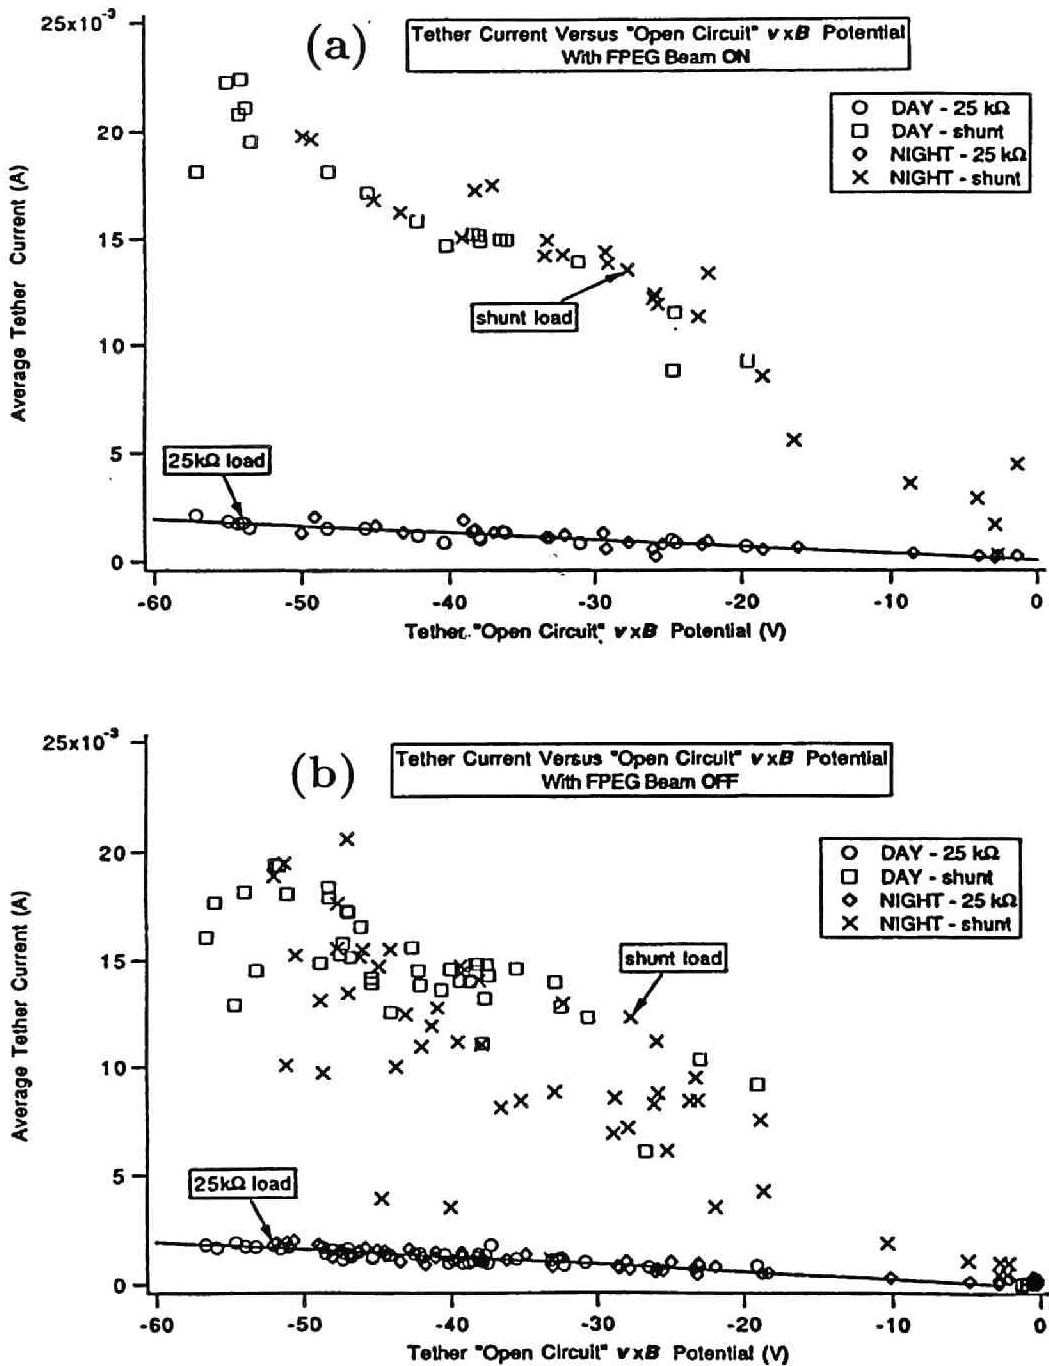 25x10⁻³
(a)
Tether Current Versus "Open Circuit" v x B Potential
With FPEG Beam ON
DAY - 25 kΩ
DAY - shunt
NIGHT - 25 kΩ
NIGHT - shunt
20
15
10
5
0
Average Tether Current (A)
shunt load
25kΩ load
-60 -50 -40 -30 -20 -10 0
Tether "Open Circuit" v x B Potential (V)
25x10⁻³
(b)
Tether Current Versus "Open Circuit" v x B Potential
With FPEG Beam OFF
DAY - 25 kΩ
DAY - shunt
NIGHT - 25 kΩ
NIGHT - shunt
20
15
10
5
0
Average Tether Current (A)
shunt load
25kΩ load
-60 -50 -40 -30 -20 -10 0
Tether "Open Circuit" v x B Potential (V)